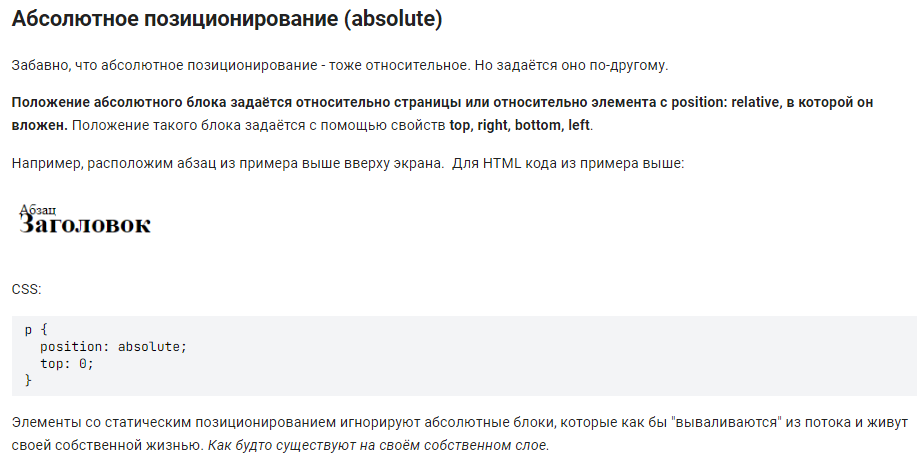 Абсолютное позиционирование (absolute)
Забавно, что абсолютное позиционирование - тоже относительное. Но задаётся оно по-другому.
Положение абсолютного блока задаётся относительно страницы или относительно элемента с position: relative, в которой он
вложен. Положение такого блока задаётся с помощью свойств top, right, bottom, left.
Например, расположим абзац из примера выше вверху экрана.  Для HTML кода из примера выше:
Абзац
Заголовок
CSS:
p {
  position: absolute;
  top: 0;
}
Элементы со статическим позиционированием игнорируют абсолютные блоки, которые как бы "вываливаются" из потока и живут
своей собственной жизнью. Как будто существуют на своём собственном слое.